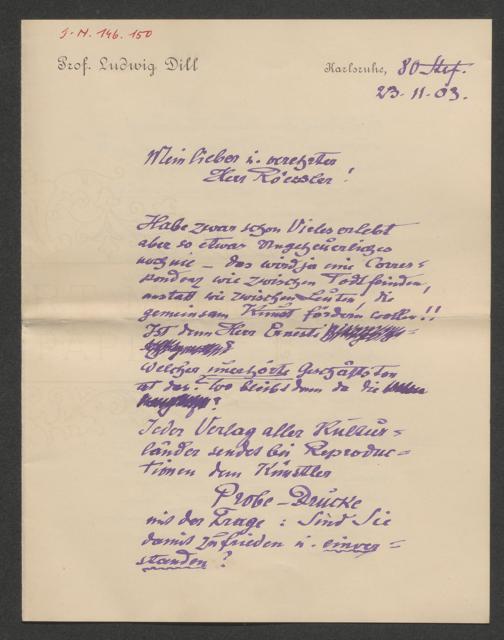 J. N. 146.150
Prof. Ludwig Dill
Karlsruhe, 80 Stef.
23-11-03.
Mein lieber u. verehrter
Herr Röessler!
Habe zwar schon Vieles erlebt
aber so etwas Ungeheuerliches
noch nie – das wird ja eine Corres-
pondenz wie zwischen Todtfeinden,
anstatt wie zwischen Leuten, die
gemeinsam Kunst fördern wollen!!
Ist denn Herr Ernesti
Welcher unerhörte Geschäftston
ist das? Wo bleibt denn da die
?
Jeder Verlag aller Kultur=
länder sendet bei Reproduc=
tionen dem Künstler
Probe-Drucke
mit der Frage: Sind Sie
damit zufrieden u. einver=
standen?